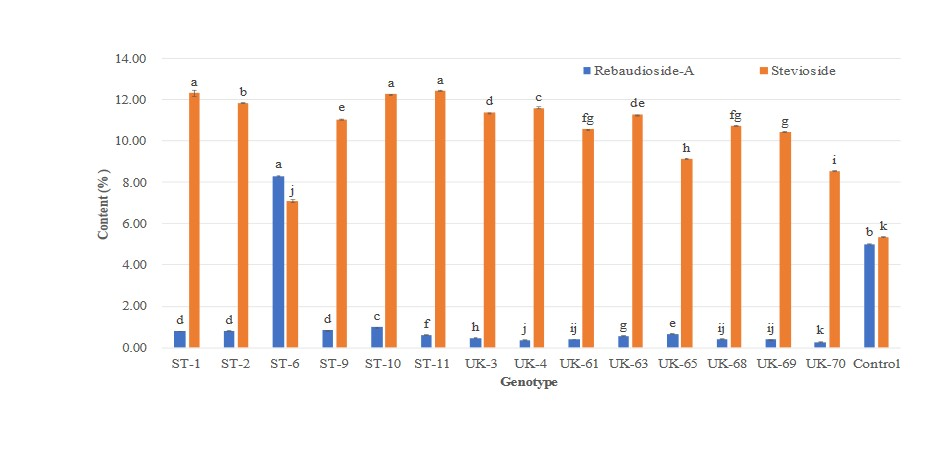 14.00
12.00
10.00
8.00
6.00
4.00
2.00
0.00
Content (%)
Rebaudioside-A Stevioside
d a
d b
a j
d e
c a
f a
h d
j c
ij fg
g de
e h
ij fg
ij g
k i
b k
ST-1 ST-2 ST-6 ST-9 ST-10 ST-11 UK-3 UK-4 UK-61 UK-63 UK-65 UK-68 UK-69 UK-70 Control
Genotype